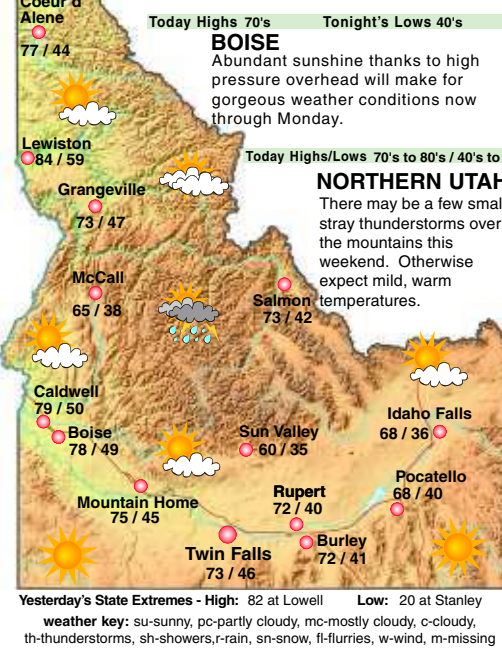 Coeur d'
Alene
77 / 44
Today Highs 70's Tonight's Lows 40's
BOISE
Abundant sunshine thanks to high
pressure overhead will make for
gorgeous weather conditions now
through Monday.
Lewiston
84 / 59
Today Highs/Lows 70's to 80's / 40's to
NORTHERN UTAH
There may be a few smal
stray thunderstorms over
the mountains this
weekend. Otherwise
expect mild, warm
temperatures.
Grangeville
73 / 47
McCall
65 / 38
Salmon
73 / 42
Caldwell
79 / 50
Boise
78 / 49
Sun Valley
60 / 35
Idaho Falls
68 / 36
Mountain Home
75 / 45
Rupert
72 / 40
Pocatello
68 / 40
Twin Falls
73 / 46
Burley
72 / 41
Yesterday's State Extremes - High: 82 at Lowell Low: 20 at Stanley
weather key: su-sunny, pc-partly cloudy, mc-mostly cloudy, c-cloudy,
th-thunderstorms, sh-showers,r-rain, sn-snow, fl-flurries, w-wind, m-missing